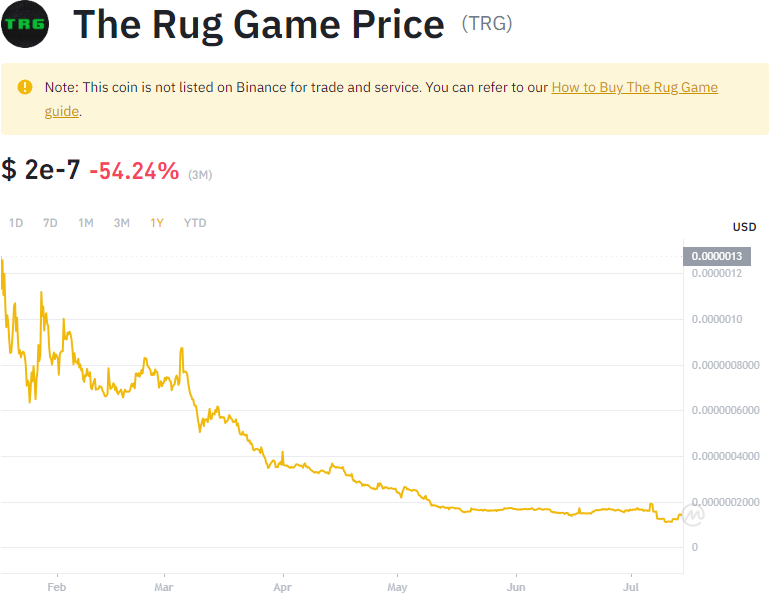 TRG
The Rug Game Price (TRG)
Note: This coin is not listed on Binance for trade and service. You can refer to our How to Buy The Rug Game
guide.
$ 2e-7 -54.24% (3M)
1D 7D 1M 3M 1Y YTD
USD
0.0000013
0.0000012
0.0000010
0.0000008000
0.0000006000
0.0000004000
0.0000002000
0
Feb Mar Apr May Jun Jul